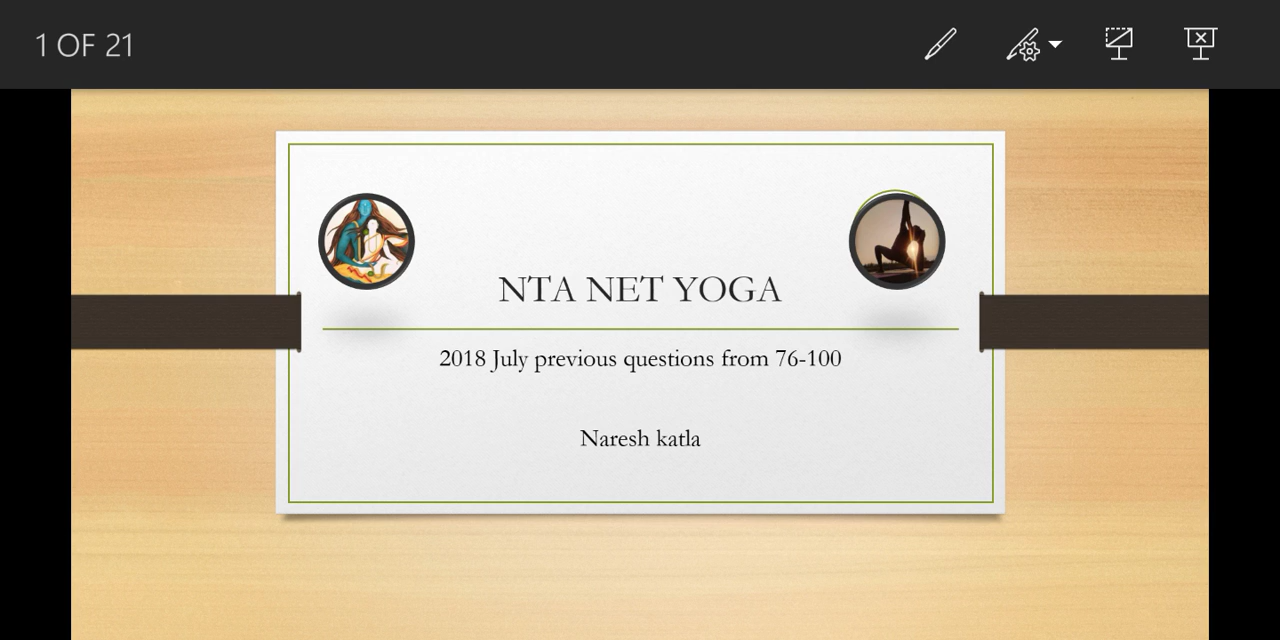 1 OF 21
NTA NET YOGA
2018 July previous questions from 76-100
Naresh katla